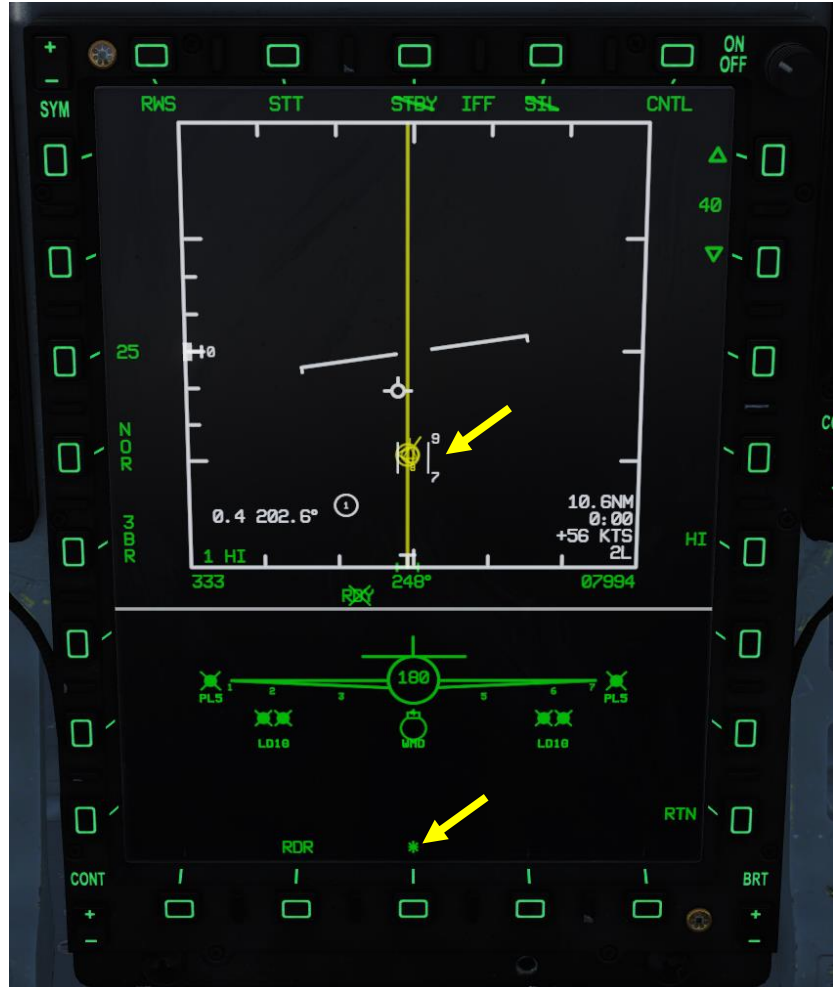 ON
OFF
+
-
SYM
RWS STT STBY IFF SIL CNTL
40
0
25
NOR
9
7
3BR
0.4 202.6° 1
10.6NM
0:00
+56 KTS
2L
HI
1 HI
333 248° 07994
RDY
180
PL5 1 2 3 5 6 7 PL5
LD10 WMD LD10
RTN
RDR *
CONT BRT
+ +
- -